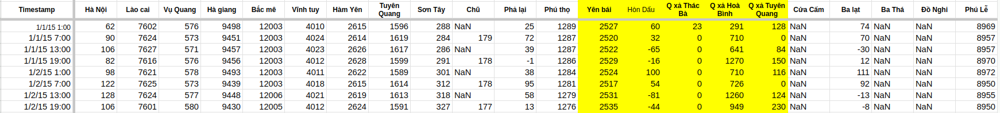 Timestamp Hà Nội Lào cai Vụ Quang Hà giang Bắc mê Vĩnh tuy Hàm Yên Tuyên Quang Sơn Tây Chũ Phả lại Phú thọ Yên bái Hòn Dấu Q xả Thác Bà Q xả Hoà Bình Q xả Tuyên Quang Cửa Cấm Ba lạt Ba Thá Đồ Nghi Phú Lễ
1/1/15 1:00 62 7602 576 9498 12003 4010 2615 1596 288 NaN 25 1289 2527 60 23 291 128 NaN 74 NaN NaN 8969
1/1/15 7:00 90 7624 573 9451 12003 4024 2614 1619 284 179 72 1287 2520 32 0 710 0 NaN 70 NaN NaN 8957
1/1/15 13:00 106 7627 571 9457 12003 4023 2626 1617 286 NaN 39 1287 2522 -65 0 641 84 NaN -30 NaN NaN 8957
1/1/15 19:00 82 7616 576 9456 12003 4012 2628 1599 291 178 -1 1286 2529 -16 0 1270 150 NaN 12 NaN NaN 8970
1/2/15 1:00 98 7621 578 9493 12003 4011 2622 1589 301 NaN 38 1284 2524 100 0 710 116 NaN 111 NaN NaN 8972
1/2/15 7:00 122 7625 573 9439 12003 4018 2615 1614 312 178 95 1281 2517 54 0 726 0 NaN 92 NaN NaN 8950
1/2/15 13:00 128 7624 577 9448 12006 4021 2619 1613 318 NaN 58 1279 2531 -81 0 1260 124 NaN -13 NaN NaN 8955
1/2/15 19:00 106 7601 580 9430 12005 4012 2624 1591 327 177 13 1276 2535 -44 0 949 230 NaN -8 NaN NaN 8950